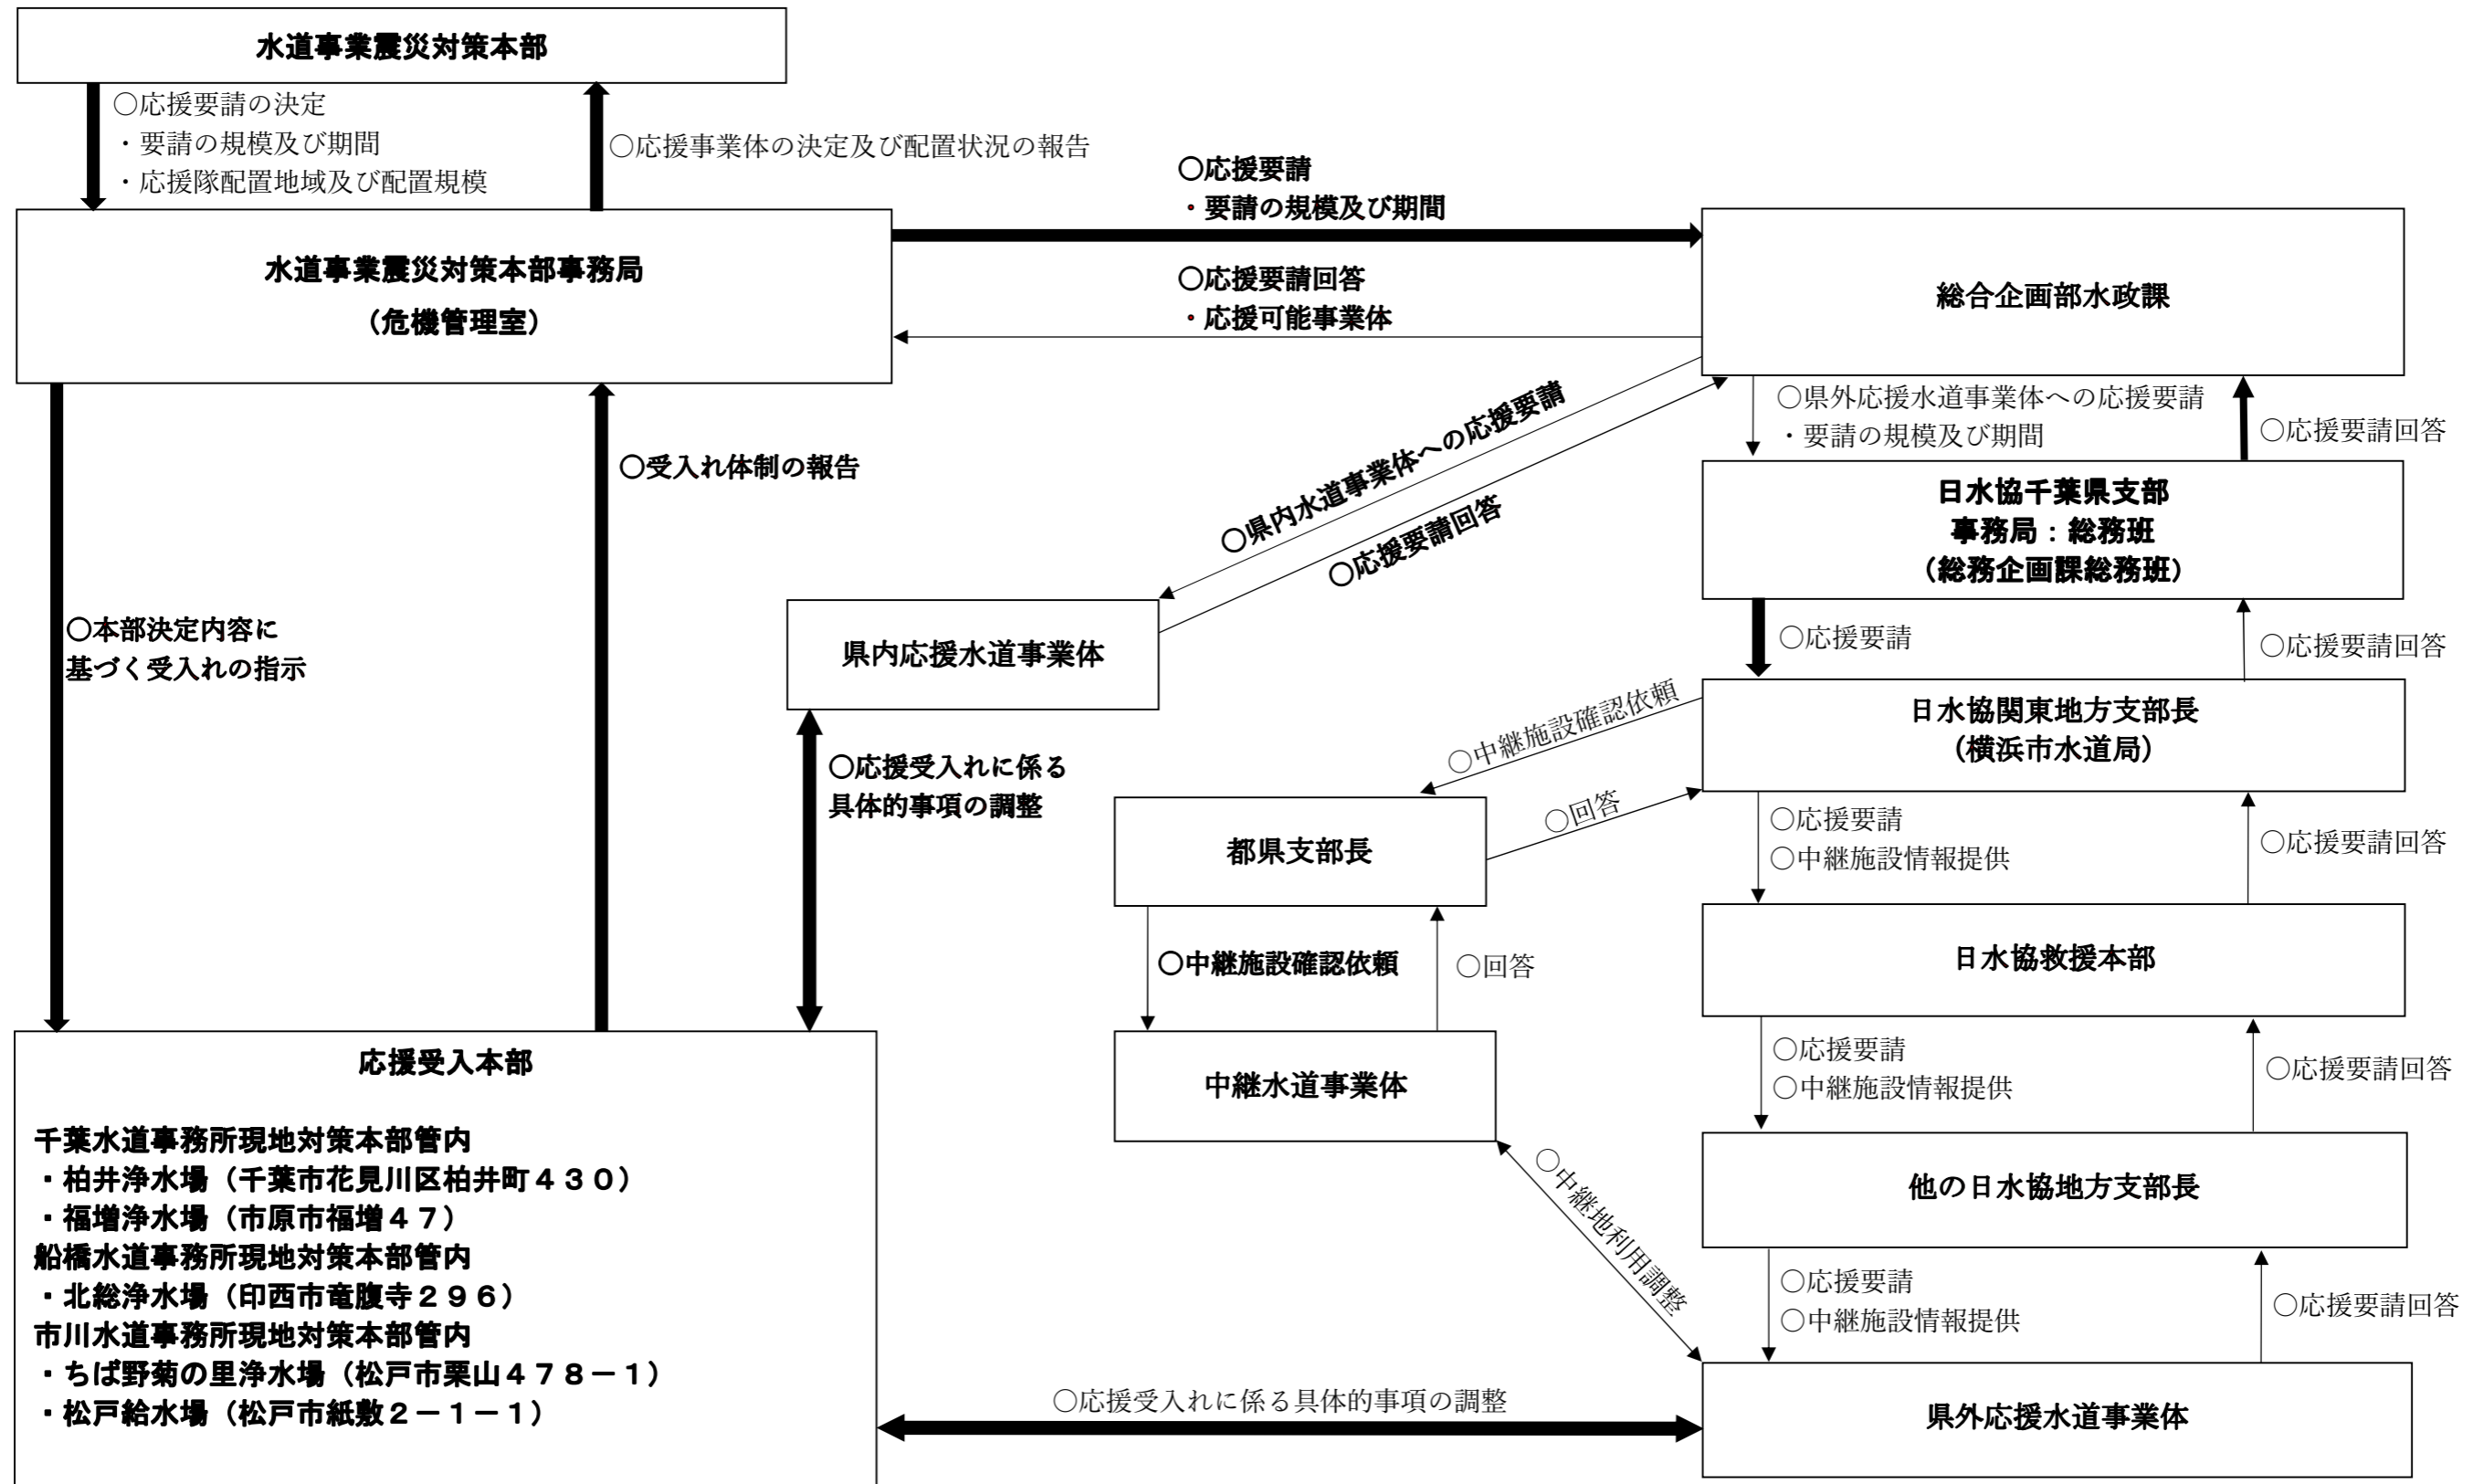 水道事業震災対策本部
○応援要請の決定
・要請の規模及び期間
・応援隊配置地域及び配置規模
○応援事業体の決定及び配置状況の報告
水道事業震災対策本部事務局
（危機管理室）
○応援要請
・要請の規模及び期間
○応援要請回答
・応援可能事業体
総合企画部水政課
○県内水道事業体への応援要請
○応援要請回答
○県外応援水道事業体への応援要請
・要請の規模及び期間
○応援要請回答
日水協千葉県支部
事務局：総務班
（総務企画課総務班）
○受入れ体制の報告
○本部決定内容に
基づく受入れの指示
県内応援水道事業体
○応援要請
○応援要請回答
日水協関東地方支部長
（横浜市水道局）
○中継施設確認依頼
○回答
○応援受入れに係る
具体的事項の調整
都県支部長
○応援要請
○中継施設情報提供
○応援要請回答
○中継施設確認依頼
○回答
日水協救援本部
○応援要請
○中継施設情報提供
○応援要請回答
中継水道事業体
○中継地利用調整
他の日水協地方支部長
○応援要請
○中継施設情報提供
○応援要請回答
応援受入本部
千葉水道事務所現地対策本部管内
・柏井浄水場（千葉市花見川区柏井町４３０）
・福増浄水場（市原市福増４７）
船橋水道事務所現地対策本部管内
・北総浄水場（印西市竜腹寺２９６）
市川水道事務所現地対策本部管内
・ちば野菊の里浄水場（松戸市栗山４７８－１）
・松戸給水場（松戸市紙敷２－１－１）
○応援受入れに係る具体的事項の調整
県外応援水道事業体